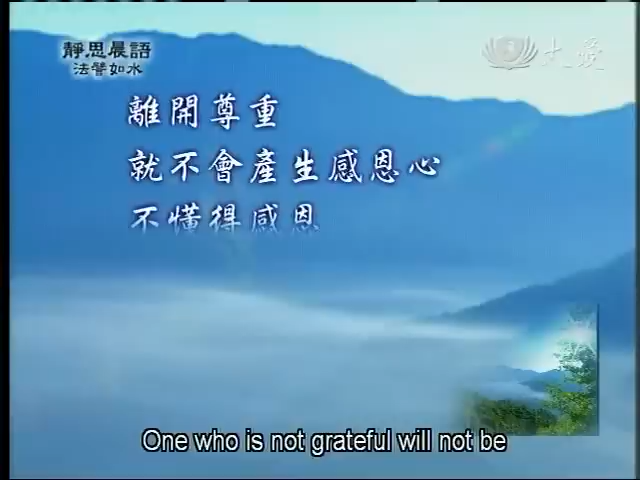 靜思晨語
法譬如水
大愛
離開尊重
就不會產生感恩心
不懂得感恩
One who is not grateful will not be